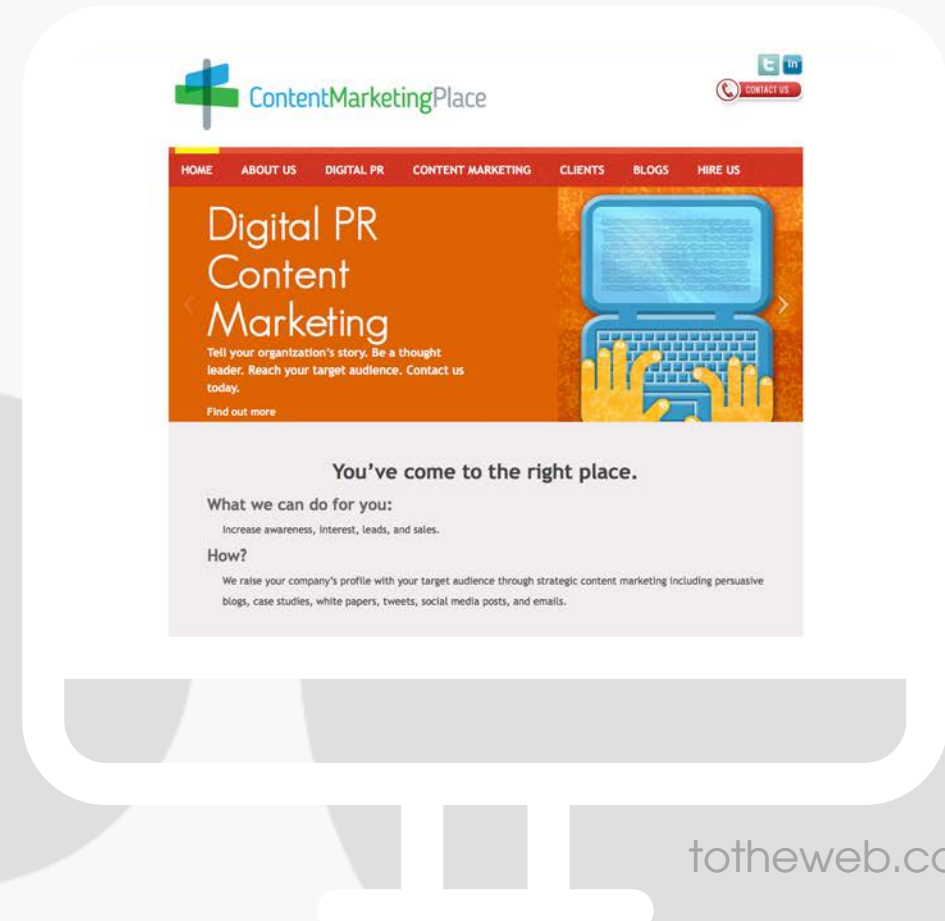 ContentMarketingPlace
in
CONTACT US
HOME ABOUT US DIGITAL PR CONTENT MARKETING CLIENTS BLOGS HIRE US
Digital PR
Content
Marketing
Tell your organization's story. Be a thought
leader. Reach your target audience. Contact us
today.
Find out more
You've come to the right place.
What we can do for you:
Increase awareness, interest, leads, and sales.
How?
We raise your company's profile with your target audience through strategic content marketing including persuasive
blogs, case studies, white papers, tweets, social media posts, and emails.
totheweb.co